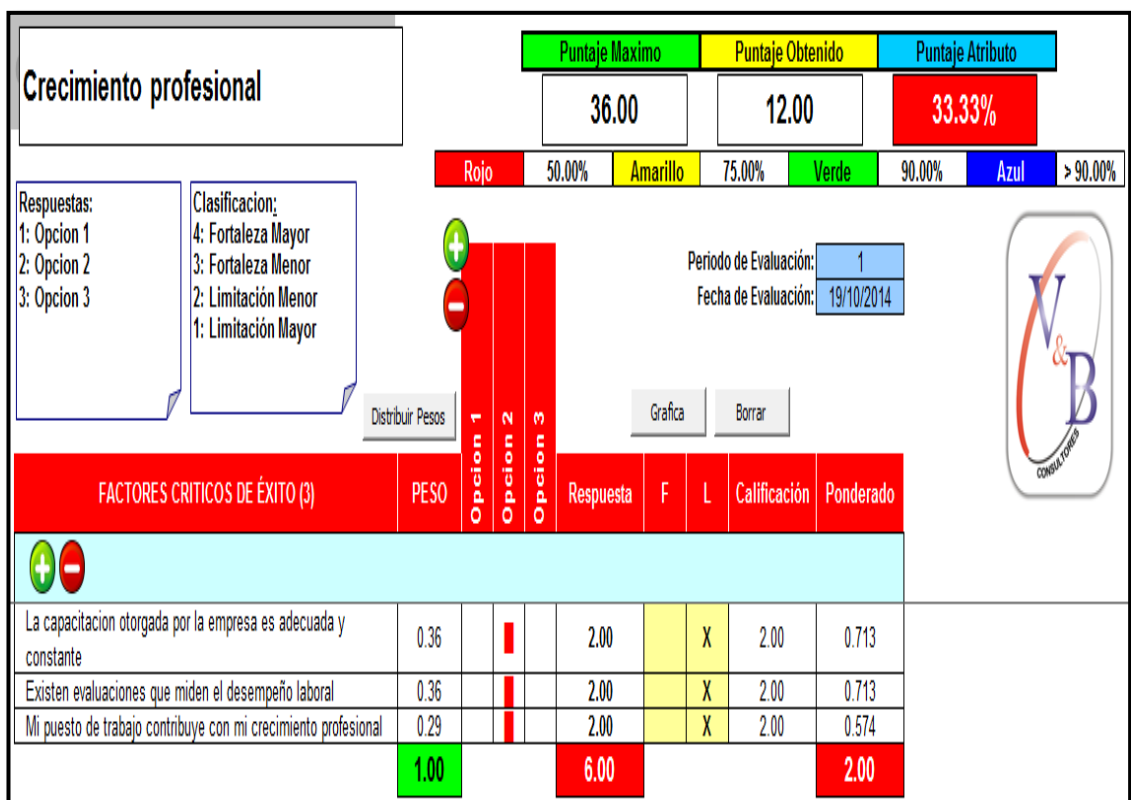 Crecimiento profesional
Puntaje Maximo Puntaje Obtenido Puntaje Atributo
36.00 12.00 33.33%
Rojo 50.00% Amarillo 75.00% Verde 90.00% Azul > 90.00%
Respuestas:
1: Opcion 1
2: Opcion 2
3: Opcion 3
Clasificacion:
4: Fortaleza Mayor
3: Fortaleza Menor
2: Limitación Menor
1: Limitación Mayor
Periodo de Evaluación: 1
Fecha de Evaluación: 19/10/2014
V&B
CONSULTORES
Distribuir Pesos
Grafica Borrar
FACTORES CRITICOS DE ÉXITO (3) PESO Opcion 1 Opcion 2 Opcion 3 Respuesta F L Calificación Ponderado
La capacitacion otorgada por la empresa es adecuada y
constante 0.36 2.00 X 2.00 0.713
Existen evaluaciones que miden el desempeño laboral 0.36 2.00 X 2.00 0.713
Mi puesto de trabajo contribuye con mi crecimiento profesional 0.29 2.00 X 2.00 0.574
1.00 6.00 2.00